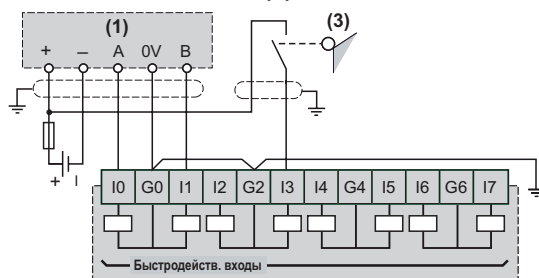 (1)
(3)
+ – A 0V B
+ I
I0 G0 I1 I2 G2 I3 I4 G4 I5 I6 G6 I7
Быстродейств. входы